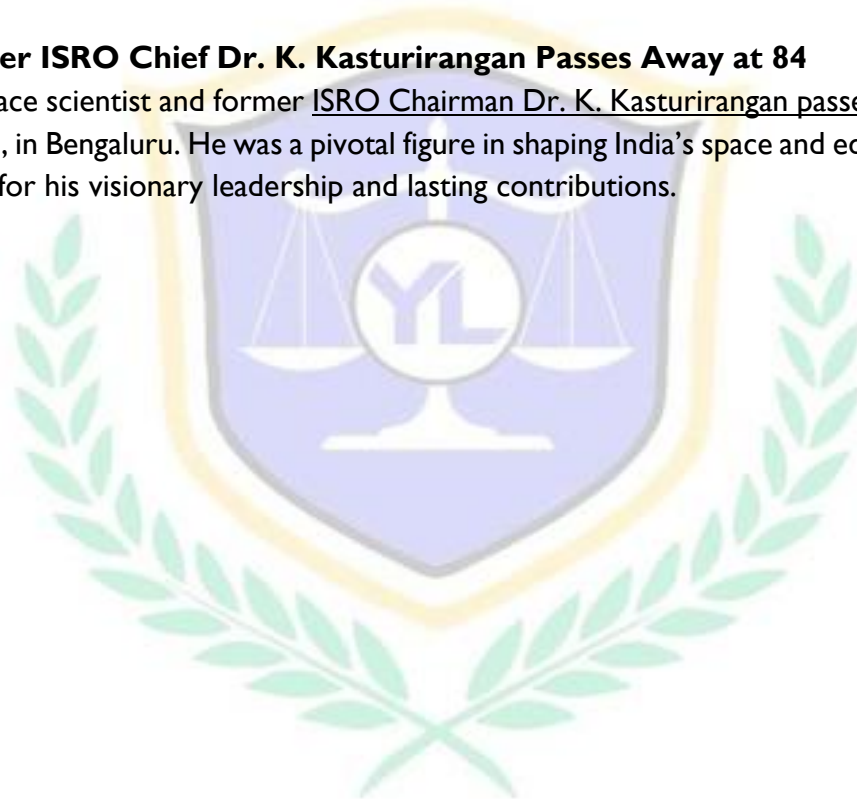 er ISRO Chief Dr. K. Kasturirangan Passes Away at 84
ace scientist and former ISRO Chairman Dr. K. Kasturirangan passe
, in Bengaluru. He was a pivotal figure in shaping India’s space and ec
for his visionary leadership and lasting contributions.
YL